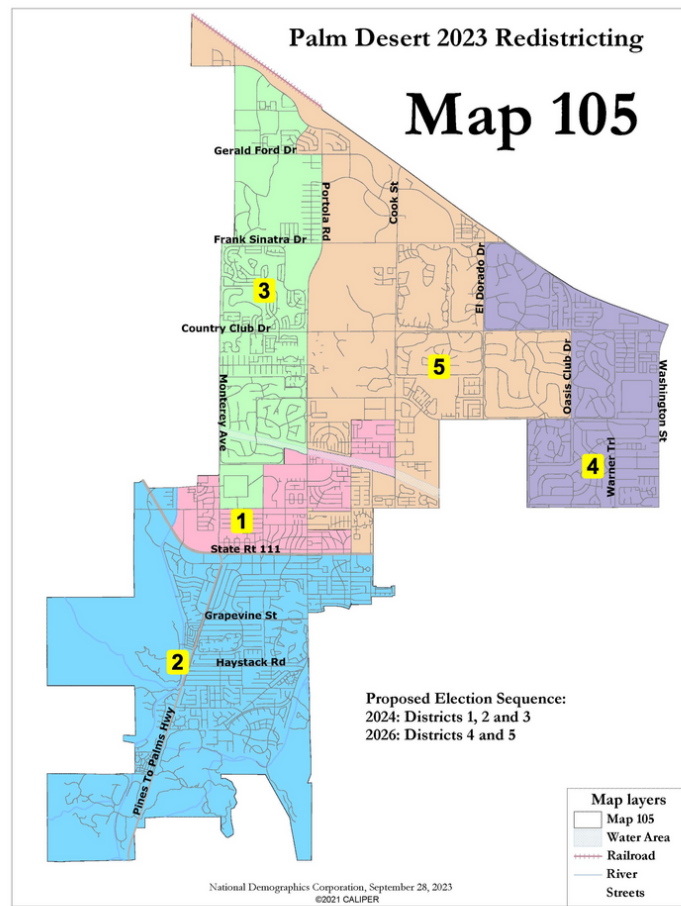 Palm Desert 2023 Redistricting
Map 105
Gerald Ford Dr
Portola Rd
Cook St
Frank Sinatra Dr
El Dorado Dr
3
Country Club Dr
5
Oasis Club Dr
Washington St
Monterey Ave
4
Warner Trl
1
State Rt 111
Grapevine St
2
Haystack Rd
Pines To Palms Hwy
Proposed Election Sequence:
2024: Districts 1, 2 and 3
2026: Districts 4 and 5
Map layers
Map 105
Water Area
Railroad
River
Streets
National Demographics Corporation, September 28, 2023
©2021 CALIPER